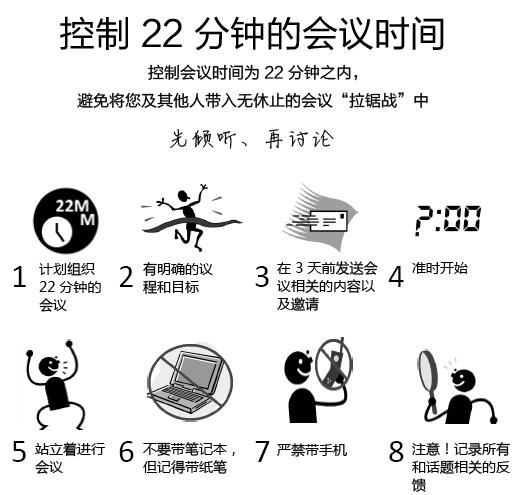 控制 22 分钟的会议时间
控制会议时间为 22 分钟之内，
避免将您及其他人带入无休止的会议“拉锯战”中
先倾听、再讨论
22M
M
?:00
1 计划组织
22 分钟的
会议
2 有明确的议
程和目标
3 在 3 天前发送会
议相关的内容以
及邀请
4 准时开始
5 站立着进行
会议
6 不要带笔记本，
但记得带纸笔
7 严禁带手机
8 注意！记录所有
和话题相关的反
馈